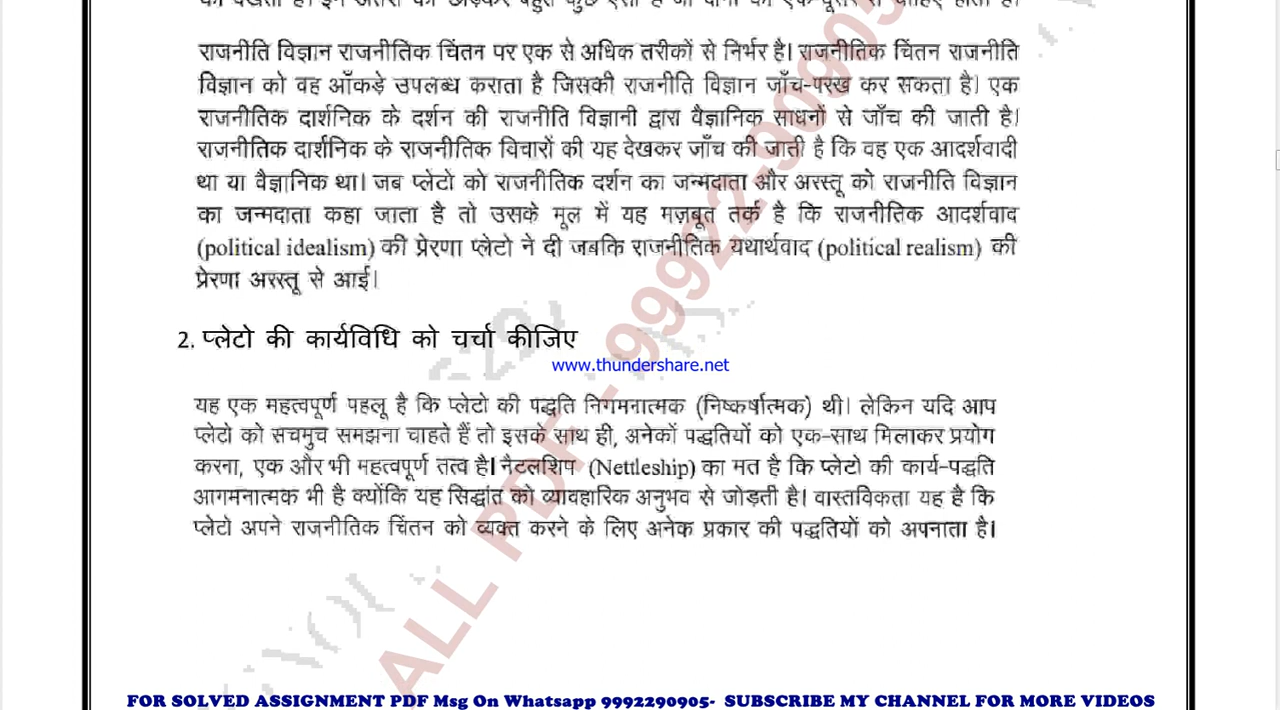 राजनीति विज्ञान राजनीतिक चिंतन पर एक से अधिक तरीकों से निर्भर है। राजनीतिक चिंतन राजनीति
विज्ञान को वह आँकड़े उपलब्ध कराता है जिसकी राजनीति विज्ञान जाँच-परख कर सकता है। एक
राजनीतिक दार्शनिक के दर्शन की राजनीति विज्ञानी द्वारा वैज्ञानिक साधनों से जाँच की जाती है।
राजनीतिक दार्शनिक के राजनीतिक विचारों की यह देखकर जाँच की जाती है कि वह एक आदर्शवादी
था या वैज्ञानिक था। जब प्लेटो को राजनीतिक दर्शन का जन्मदाता और अरस्तू को राजनीति विज्ञान
का जन्मदाता कहा जाता है तो उसके मूल में यह मज़बूत तर्क है कि राजनीतिक आदर्शवाद
(political idealism) की प्रेरणा प्लेटो ने दी जबकि राजनीतिक यथार्थवाद (political realism) की
प्रेरणा अरस्तू से आई।
2. प्लेटो की कार्यविधि को चर्चा कीजिए
www.thundershare.net
यह एक महत्वपूर्ण पहलू है कि प्लेटो की पद्धति निगमनात्मक (निष्कर्षात्मक) थी। लेकिन यदि आप
प्लेटो को सचमुच समझना चाहते हैं तो इसके साथ ही, अनेकों पद्धतियों को एक-साथ मिलाकर प्रयोग
करना, एक और भी महत्वपूर्ण तत्व है। नैटलशिप (Nettleship) का मत है कि प्लेटो की कार्य-पद्धति
आगमनात्मक भी है क्योंकि यह सिद्धांत को व्यावहारिक अनुभव से जोड़ती है। वास्तविकता यह है कि
प्लेटो अपने राजनीतिक चिंतन को व्यक्त करने के लिए अनेक प्रकार की पद्धतियों को अपनाता है।
ALL PDF -9992290905
FOR SOLVED ASSIGNMENT PDF Msg On Whatsapp 9992290905- SUBSCRIBE MY CHANNEL FOR MORE VIDEOS